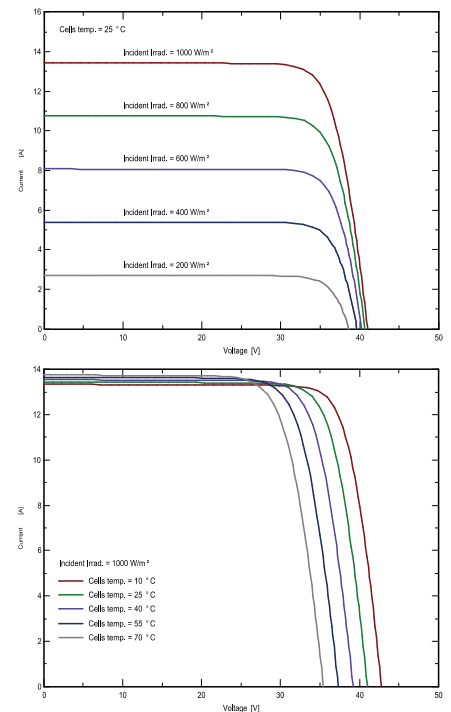 16
14
12
10
8
6
4
2
0
Current [A]
Cells temp. = 25 °C
Incident Irrad. = 1000 W/m²
Incident Irrad. = 800 W/m²
Incident Irrad. = 600 W/m²
Incident Irrad. = 400 W/m²
Incident Irrad. = 200 W/m²
0 10 20 30 40 50
Voltage [V]
14
12
10
8
6
4
2
0
Current [A]
Incident Irrad. = 1000 W/m²
Cells temp. = 10 °C
Cells temp. = 25 °C
Cells temp. = 40 °C
Cells temp. = 55 °C
Cells temp. = 70 °C
0 10 20 30 40 50
Voltage [V]